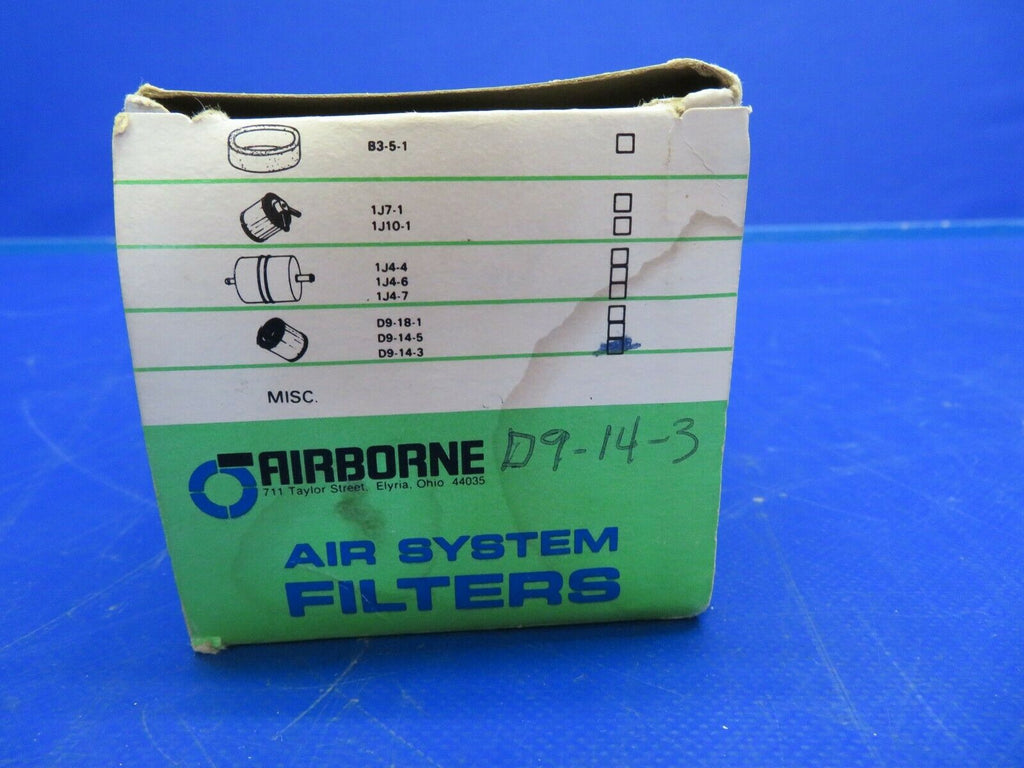 B3-5-1
1J7-1
1J10-1
1J4-4
1J4-6
1J4-7
D9-18-1
D9-14-5
D9-14-3
MISC.
AIRBORNE
711 Taylor Street, Elyria, Ohio 44035
D9-14-3
AIR SYSTEM
FILTERS